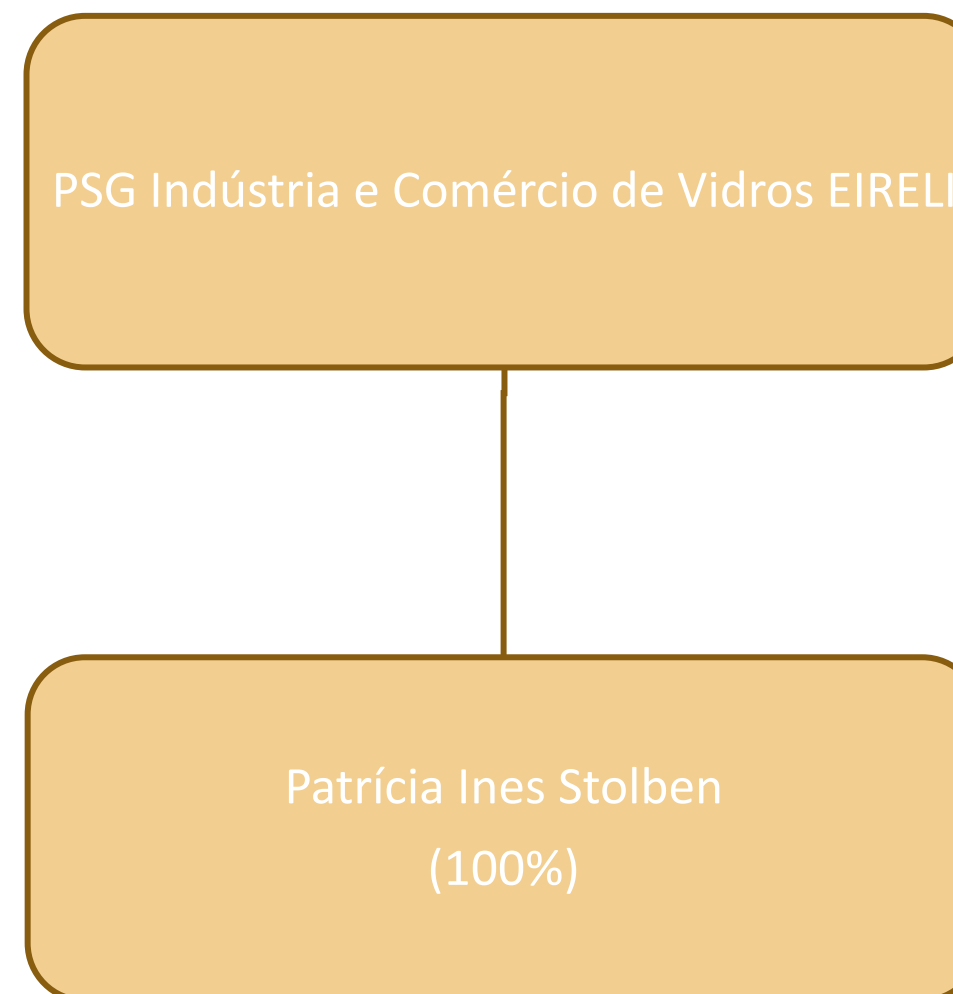 PSG Indústria e Comércio de Vidros EIRELI
Patrícia Ines Stolben
(100%)